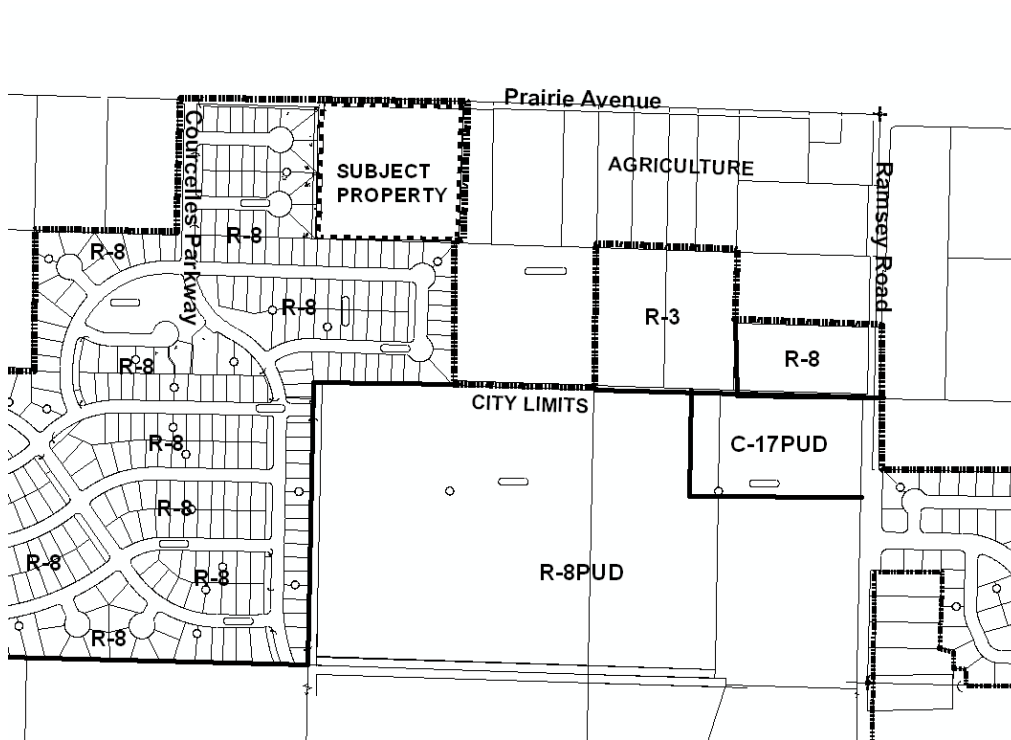 Prairie Avenue
Courcelles Parkway
SUBJECT
PROPERTY
AGRICULTURE
Ramsey Road
R-8
R-8
R-8
R-3
R-8
R-8
CITY LIMITS
R-8
C-17PUD
R-8
R-8
R-8PUD
R-8
R-8